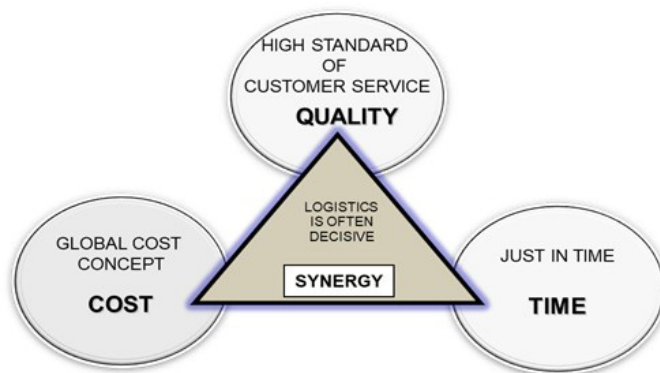 HIGH STANDARD
OF
CUSTOMER SERVICE
QUALITY
LOGISTICS
IS OFTEN
DECISIVE
SYNERGY
GLOBAL COST
CONCEPT
COST
JUST IN TIME
TIME